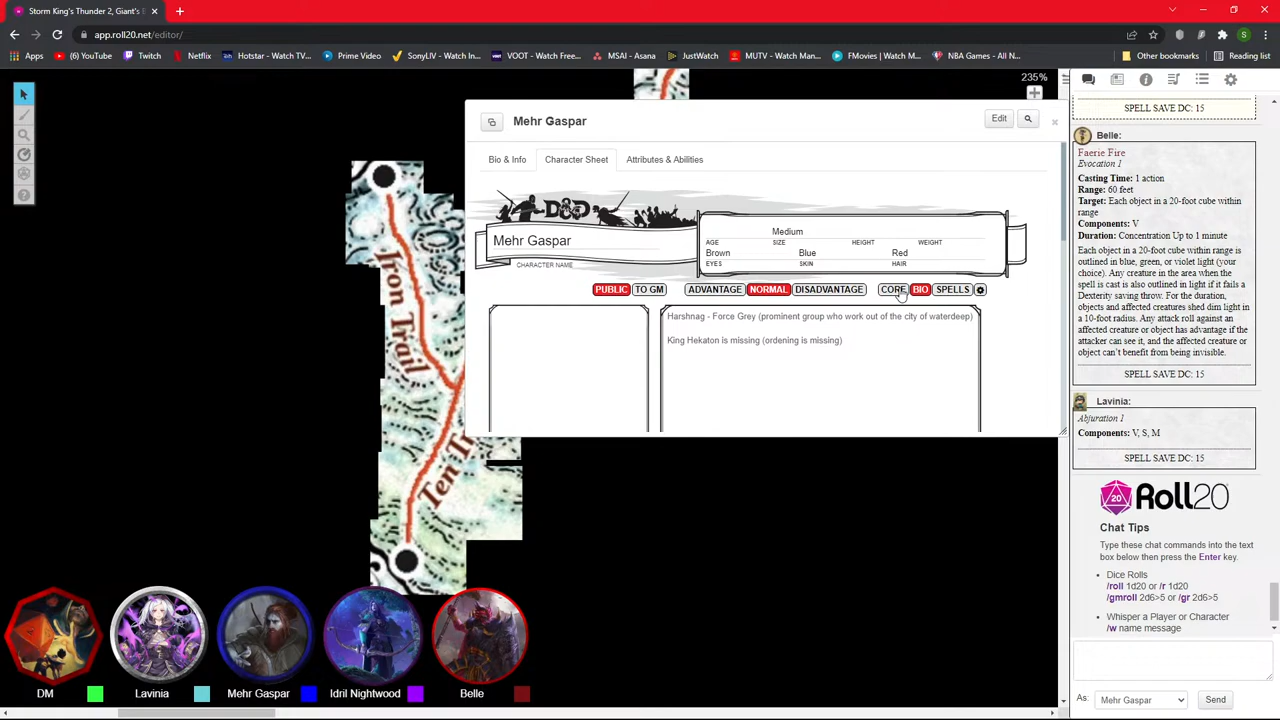 Storm King's Thunder 2, Giant's E
app.roll20.net/editor/
Apps
(3) YouTube
Twitch
Netflix
Hotstar - Watch TV...
Prime Video
SonyLIV - Watch In...
VOOT - Watch Free...
MSAI - Asana
JustWatch
MUTV - Watch Man...
FMovies | Watch M...
NBA Games - All N...
Other bookmarks
Reading list
235%
Mehr Gaspar
Edit
Bio & Info
Character Sheet
Attributes & Abilities
D&D
Medium
AGE
SIZE
HEIGHT
WEIGHT
Mehr Gaspar
Brown
Blue
Red
CHARACTER NAME
EYES
SKIN
HAIR
PUBLIC
TO GM
ADVANTAGE
NORMAL
DISADVANTAGE
CORE
BIO
SPELLS
Harshnag - Force Grey (prominent group who work out of the city of waterdeep)
King Hekaton is missing (ordening is missing)
Iron Trail
Ten Tr
DM
Lavinia
Mehr Gaspar
Idril Nightwood
Belle
SPELL SAVE DC: 15
Belle:
Faerie Fire
Evocation 1
Casting Time: 1 action
Range: 60 feet
Target: Each object in a 20-foot cube within
range
Components: V
Duration: Concentration Up to 1 minute
Each object in a 20-foot cube within range is
outlined in blue, green, or violet light (your
choice). Any creature in the area when the
spell is cast is also outlined in light if it fails a
Dexterity saving throw. For the duration,
objects and affected creatures shed dim light
in a 10-foot radius. Any attack roll against an
affected creature or object has advantage if the
attacker can see it, and the affected creature or
object can't benefit from being invisible.
SPELL SAVE DC: 15
Lavinia:
Abjuration 1
Components: V, S, M
SPELL SAVE DC: 15
Roll20
Chat Tips
Type these chat commands into the text
box below then press the Enter key.
Dice Rolls
/roll 1d20 or /r 1d20
/gmroll 2d6>5 or /gr 2d6>5
Whisper a Player or Character
/w name message
As:
Mehr Gaspar
Send